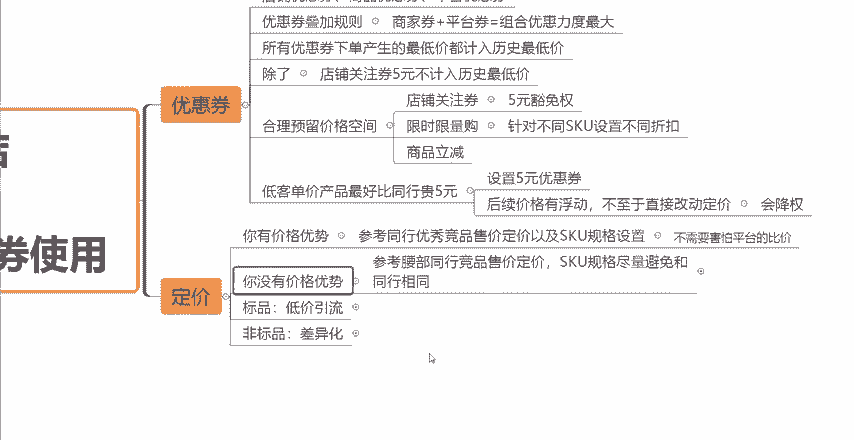 优惠券叠加规则 商家券+平台券=组合优惠力度最大
所有优惠券下单产生的最低价都计入历史最低价
除了 店铺关注券5元不计入历史最低价
优惠券
合理预留价格空间
店铺关注券 5元豁免权
限时限量购 针对不同SKU设置不同折扣
商品立减
低客单价产品最好比同行贵5元
设置5元优惠券
后续价格有浮动，不至于直接改动定价 会降权
券使用
定价
你有价格优势 参考同行优秀竞品售价定价以及SKU规格设置 不需要害怕平台的比价
你没有价格优势
参考腰部同行竞品售价定价，SKU规格尽量避免和
同行相同
标品：低价引流
非标品：差异化